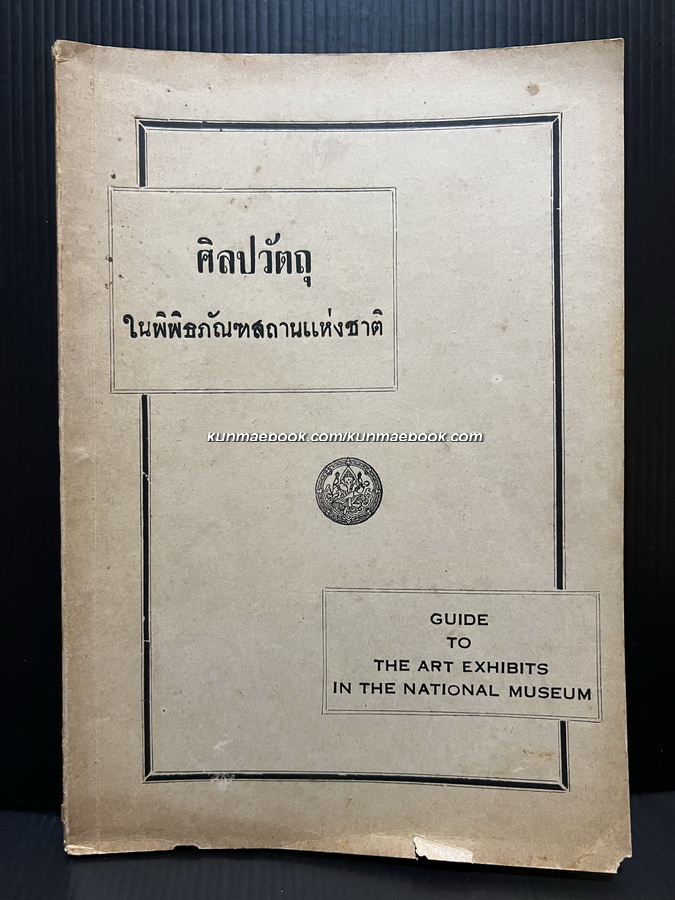 ศิลปวัตถุ
ในพิพิธภัณฑสถานแห่งชาติ
kunmaebook.com/kunmaebook.com
GUIDE
TO
THE ART EXHIBITS
IN THE NATIONAL MUSEUM